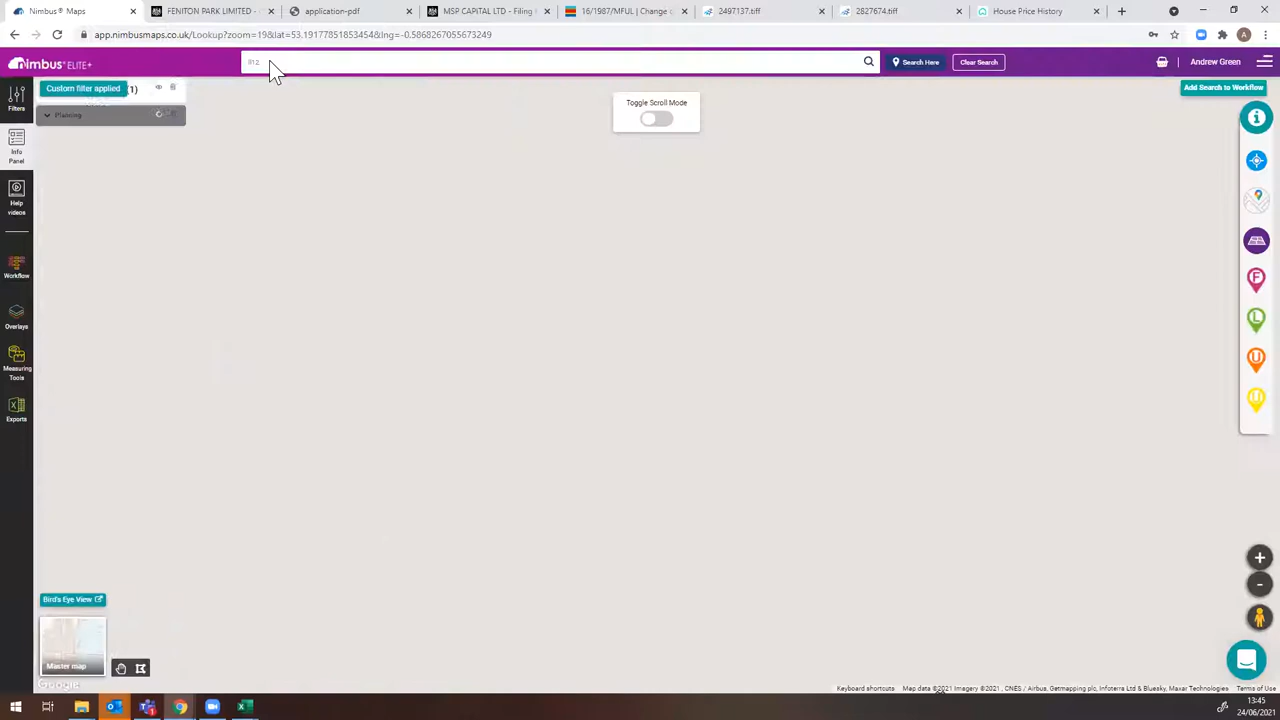 Nimbus® Maps
FENITON PARK LIMITED -
application-pdf
MSP CAPITAL LTD - Filing
16/1987/MFUL | Change o
2497137.tiff
2827674.tiff
House Price History
app.nimbusmaps.co.uk/Lookup?zoom=19&lat=53.19177851853454&lng=-0.5868267055673249
nimbus® ELITE+
Search Here
Clear Search
Andrew Green
Custom filter applied
(1)
Planning
Toggle Scroll Mode
Add Search to Workflow
Filters
Info
Panel
Help
videos
Workflow
Overlays
Measuring
Tools
Exports
F
L
U
U
+
-
Bird's Eye View
Master map
Google
Keyboard shortcuts
Map data ©2021 Imagery ©2021 , CNES / Airbus, Getmapping plc, Infoterra Ltd & Bluesky, Maxar Technologies
Terms of Use
13:45
24/06/2021